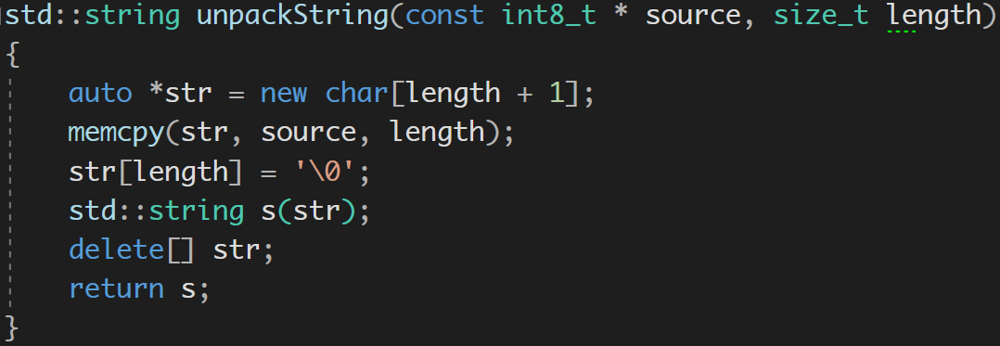 std::string unpackString(const int8_t * source, size_t length)
{
    auto *str = new char[length + 1];
    memcpy(str, source, length);
    str[length] = '\0';
    std::string s(str);
    delete[] str;
    return s;
}